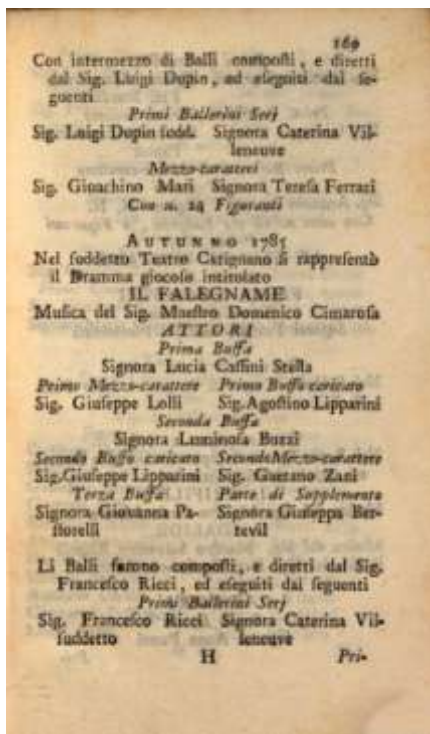 169
Con intermezzo di Balli compoſti, e diretti
dal Sig. Luigi Dupin, ed eſeguiti dai ſe-
guenti
Primi Ballerini Serj
Sig. Luigi Dupin ſudd. Signora Caterina Vil-
leneuve
Mezzo-caratteri
Sig. Gioachino Mari Signora Tereſa Ferrari
Con n. 24 Figuranti
AUTUNNO 1785
Nel ſuddetto Teatro Carignano ſi rappreſentò
il Dramma giocoſo intitolato
IL FALEGNAME
Muſica del Sig. Maeſtro Domenico Cimaroſa
ATTORI
Prima Buffa
Signora Lucia Caſſini Stalla
Primo Mezzo-carattere Primo Buffo caricato
Sig. Giuſeppe Lolli Sig. Agoſtino Lipparini
Seconda Buffa
Signora Luminoſa
Secondo Buffo caricato Secondo Mezzo-carattere
Sig. Giuſeppe Lipparini Sig. Gaetano Zani
Terza Buffa Parte di Supplemento
Signora Giovanna Pa- Signora Giuſeppa Ber-
ſtorelli tevil
Li Balli furono compoſti, e diretti dal Sig.
Franceſco Ricci, ed eſeguiti dai ſeguenti
Primi Ballerini Serj
Sig. Franceſco Ricci Signora Caterina Vil-
ſuddetto leneuve
H Pri-